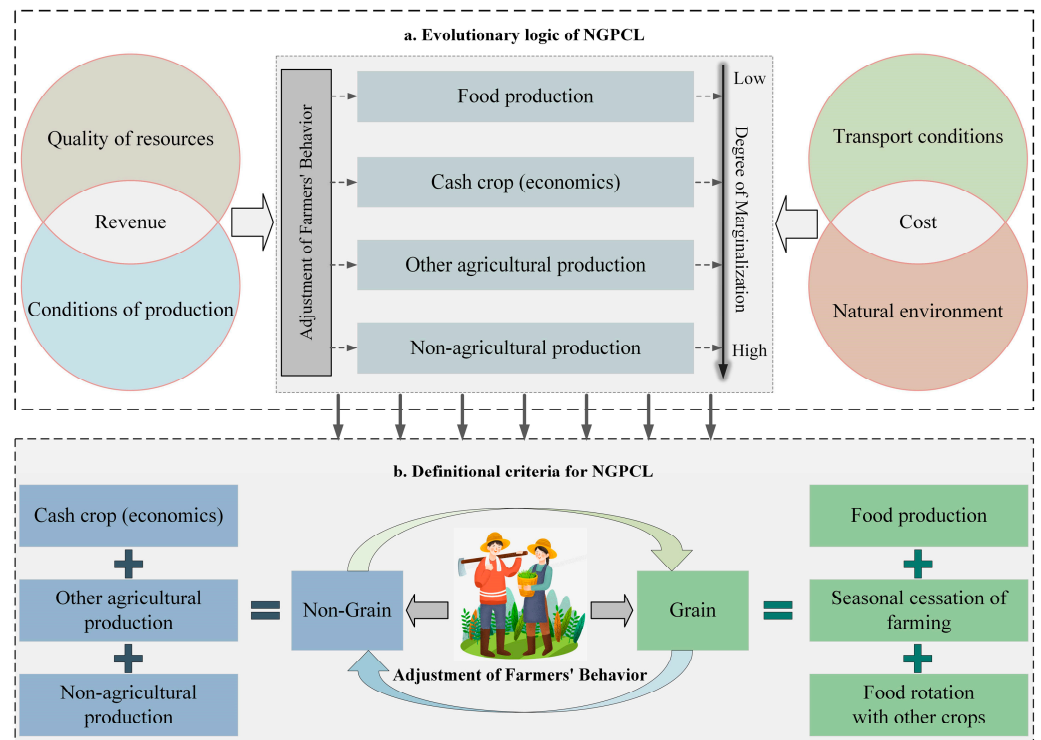 a. Evolutionary logic of NGPCL
Quality of resources
Revenue
Conditions of production
Adjustment of Farmers' Behavior
Food production
Cash crop (economics)
Other agricultural production
Non-agricultural production
Low
Degree of Marginalization
High
Transport conditions
Cost
Natural environment
b. Definitional criteria for NGPCL
Cash crop (economics)
+
Other agricultural
production
+
Non-agricultural
production
=
Non-Grain
Adjustment of Farmers' Behavior
Grain
=
Food production
+
Seasonal cessation of
farming
+
Food rotation
with other crops